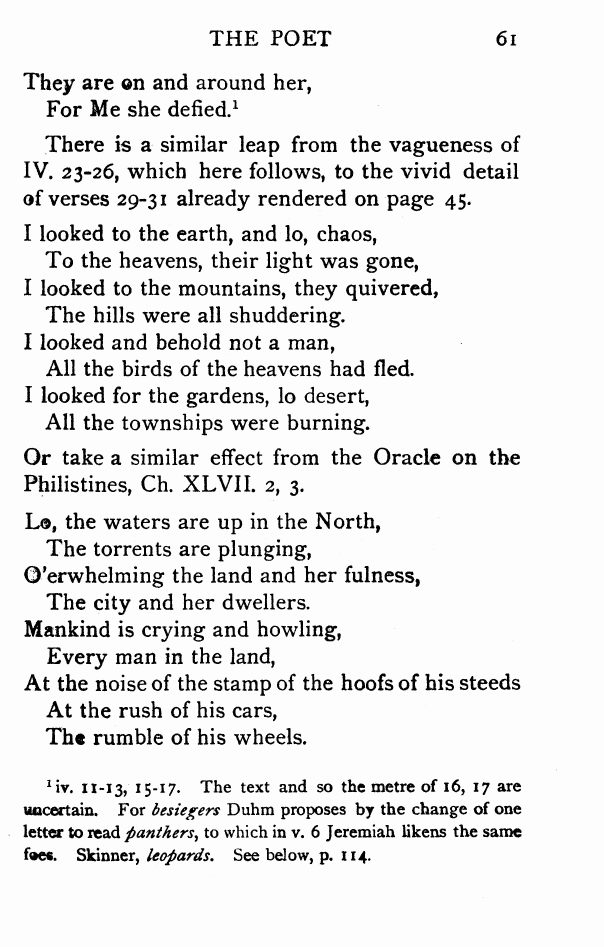 THE POET 61
They are on and around her,
For Me she defied.¹
There is a similar leap from the vagueness of
IV. 23-26, which here follows, to the vivid detail
of verses 29-31 already rendered on page 45.
I looked to the earth, and lo, chaos,
To the heavens, their light was gone,
I looked to the mountains, they quivered,
The hills were all shuddering.
I looked and behold not a man,
All the birds of the heavens had fled.
I looked for the gardens, lo desert,
All the townships were burning.
Or take a similar effect from the Oracle on the
Philistines, Ch. XLVII. 2, 3.
Lo, the waters are up in the North,
The torrents are plunging,
O'erwhelming the land and her fulness,
The city and her dwellers.
Mankind is crying and howling,
Every man in the land,
At the noise of the stamp of the hoofs of his steeds
At the rush of his cars,
The rumble of his wheels.
¹ iv. 11-13, 15-17. The text and so the metre of 16, 17 are
uncertain. For besiegers Duhm proposes by the change of one
letter to read panthers, to which in v. 6 Jeremiah likens the same
foes. Skinner, leopards. See below, p. 114.